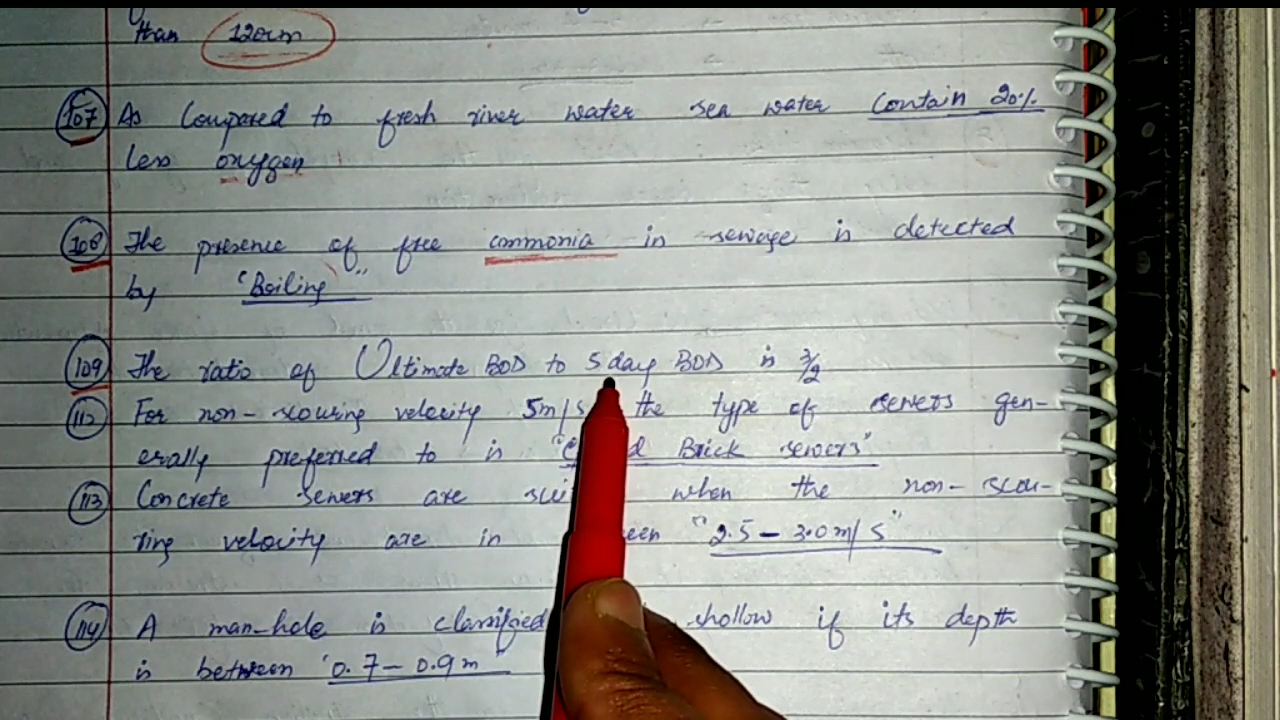 than 120cm
107 As Compared to fresh river water sea water Contain 20%
less oxygen
108 The presence of free ammonia in sewage is detected
by "Boiling"
109 The ratio of Ultimate BOD to 5 day BOD is 3/2
112 For non-scouring velocity 5m/s the type of sewers gen-
erally preferred to is Brick sewers"
113 Concrete sewers are when the non-scou-
ring velocity are in "2.5 - 3.0 m/s"
114 A man-hole is classified shollow if its depth
is between "0.7 - 0.9m"